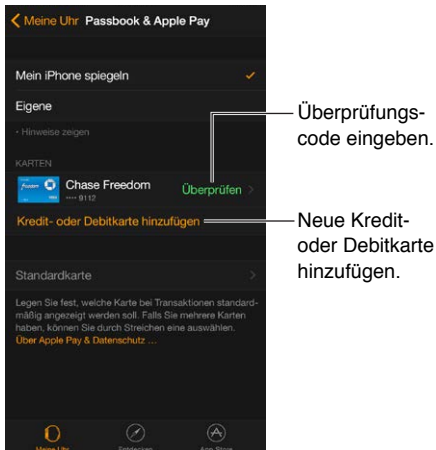 Meine Uhr Passbook & Apple Pay
Mein iPhone spiegeln
Eigene
• Hinweise zeigen
KARTEN
freedom
Chase Freedom
•••• 9112
Überprüfen
Kredit- oder Debitkarte hinzufügen
Standardkarte
Legen Sie fest, welche Karte bei Transaktionen standard-
mäßig angezeigt werden soll. Falls Sie mehrere Karten
haben, können Sie durch Streichen eine auswählen.
Über Apple Pay & Datenschutz ...
Meine Uhr Entdecken App Store
Überprüfungs-
code eingeben.
Neue Kredit-
oder Debitkarte
hinzufügen.